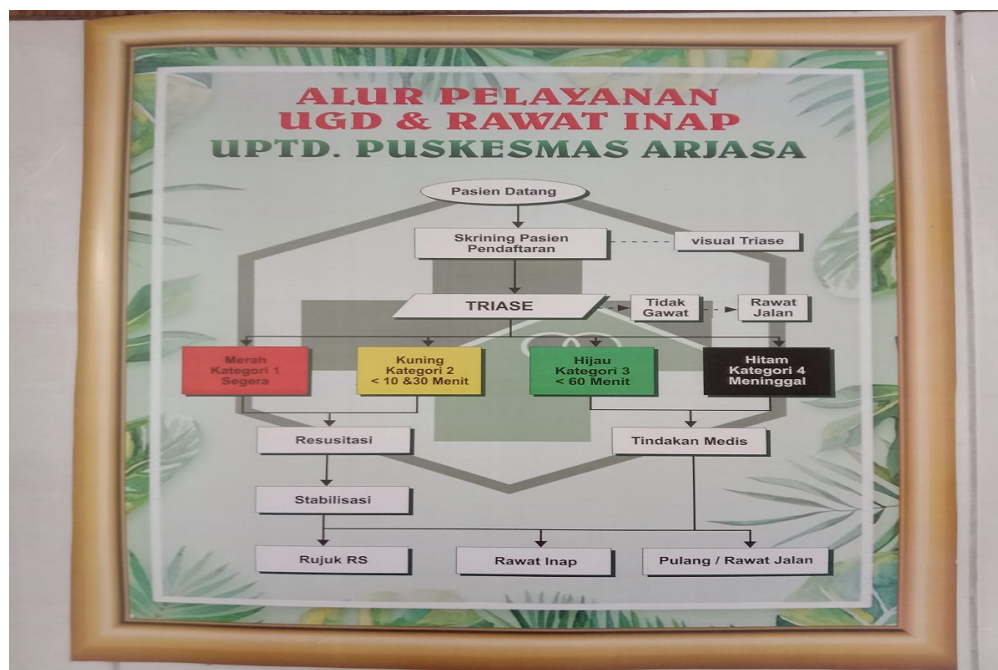 ALUR PELAYANAN
UGD & RAWAT INAP
UPTD. PUSKESMAS ARJASA
Pasien Datang
Skrining Pasien
Pendaftaran
visual Triase
TRIASE
Tidak
Gawat
Rawat
Jalan
Merah
Kategori 1
Segera
Kuning
Kategori 2
< 10 &30 Menit
Hijau
Kategori 3
< 60 Menit
Hitam
Kategori 4
Meninggal
Resusitasi
Tindakan Medis
Stabilisasi
Rujuk RS
Rawat Inap
Pulang / Rawat Jalan